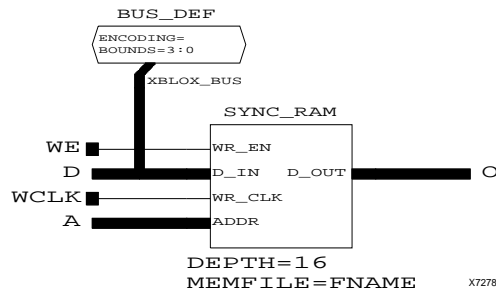 BUS_DEF
ENCODING=
BOUNDS=3:0
XBLOX_BUS
SYNC_RAM
WE
WR_EN
D
D_IN
D_OUT
O
WCLK
WR_CLK
A
ADDR
DEPTH=16
MEMFILE=FNAME
X7278